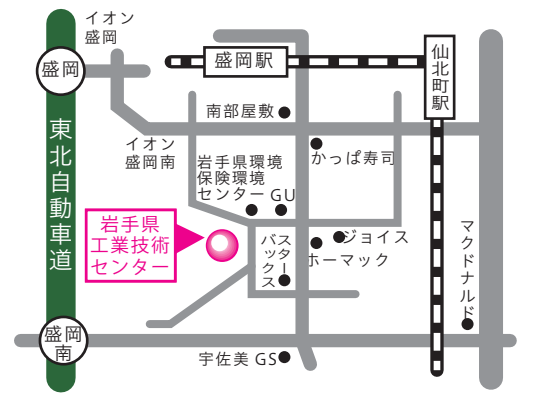 イオン
盛岡
盛岡
盛岡駅
仙北町駅
南部屋敷
東北自動車道
イオン
盛岡南
かっぱ寿司
岩手県環境
保険環境
センター
GU
岩手県
工業技術
センター
スター
バックス
ジョイス
ホーマック
マクドナルド
盛岡
南
宇佐美 GS